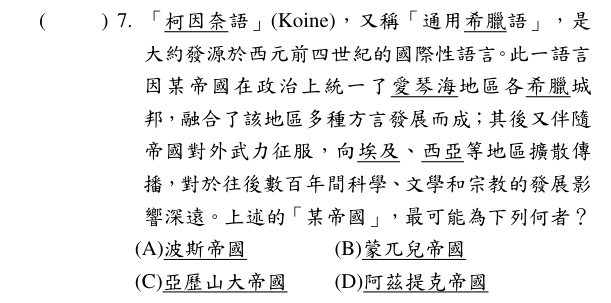 (　　) 7. 「柯因奈語」(Koine)，又稱「通用希臘語」，是
大約發源於西元前四世紀的國際性語言。此一語言
因某帝國在政治上統一了愛琴海地區各希臘城
邦，融合了該地區多種方言發展而成；其後又伴隨
帝國對外武力征服，向埃及、西亞等地區擴散傳
播，對於往後數百年間科學、文學和宗教的發展影
響深遠。上述的「某帝國」，最可能為下列何者？
(A)波斯帝國　　(B)蒙兀兒帝國
(C)亞歷山大帝國　　(D)阿茲提克帝國